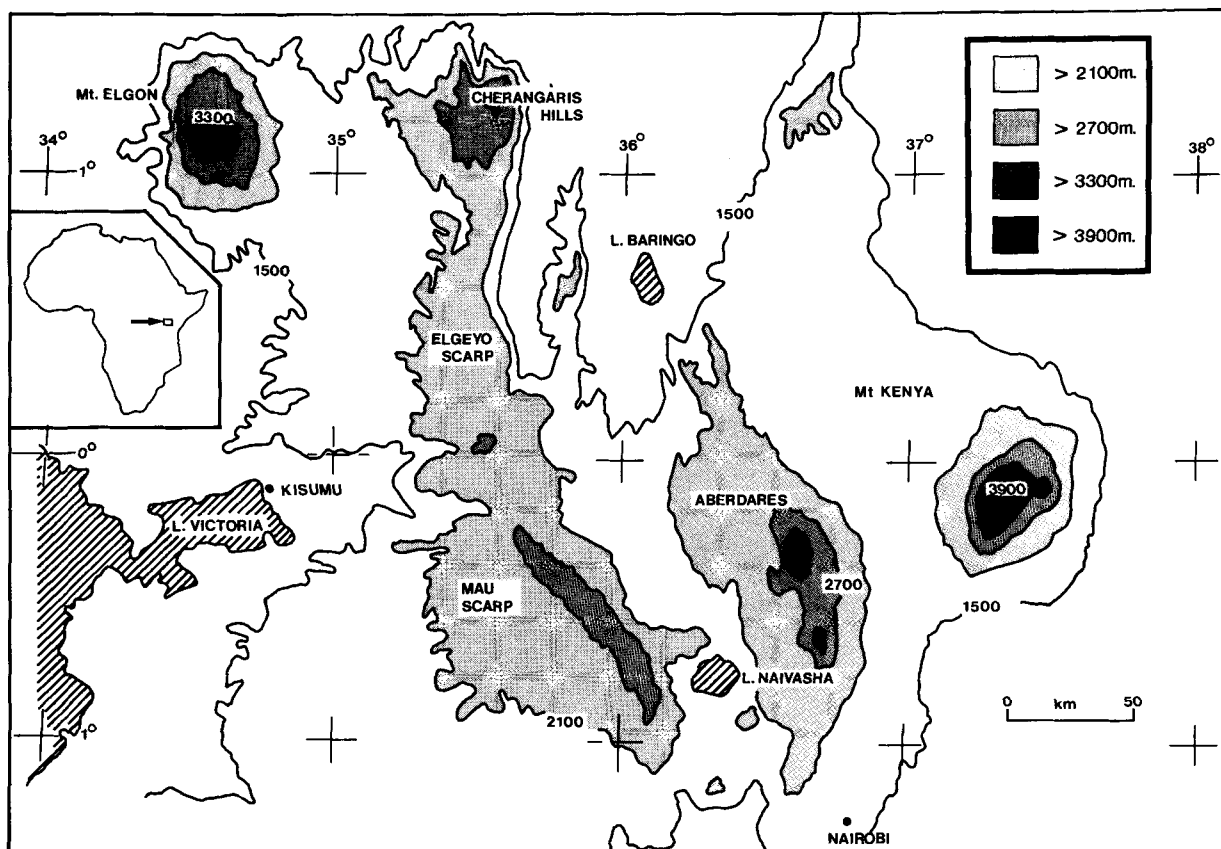 > 2100m.
> 2700m.
> 3300m.
> 3900m.
Mt. ELGON
3300
CHERANGARIS
HILLS
34°
35°
36°
37°
38°
1°
1500
L. BARINGO
1500
ELGEYO
SCARP
Mt KENYA
0°
KISUMU
L. VICTORIA
ABERDARES
3900
MAU
SCARP
2700
1500
L. NAIVASHA
2100
1°
0 km 50
NAIROBI